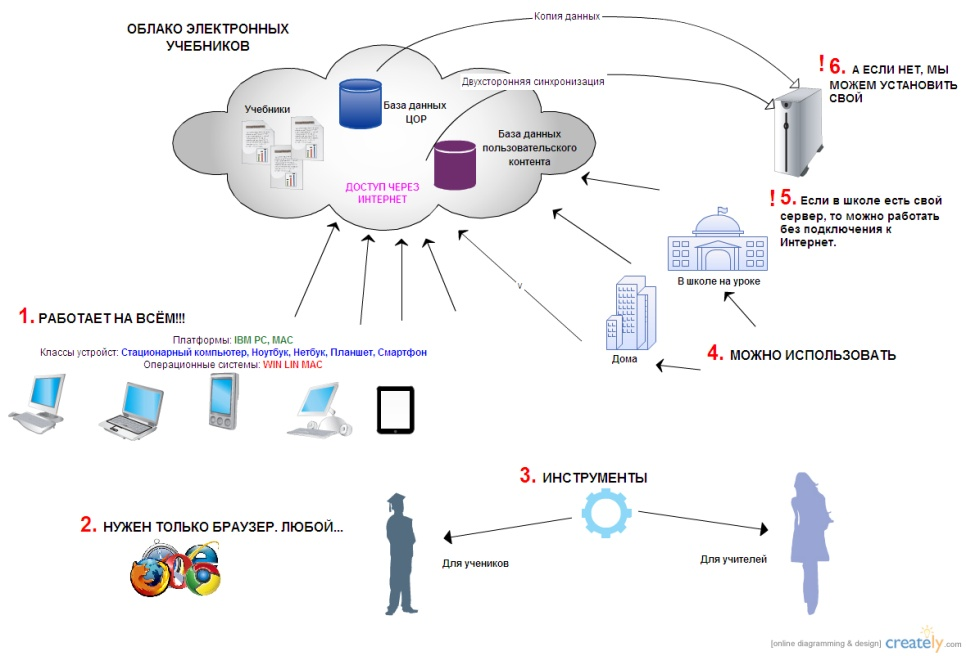 ОБЛАКО ЭЛЕКТРОННЫХ
УЧЕБНИКОВ
Копия данных
Двухсторонняя синхронизация
Учебники
База данных
ЦОР
База данных
пользовательского
контента
ДОСТУП ЧЕРЕЗ
ИНТЕРНЕТ
! 6. А ЕСЛИ НЕТ, МЫ
МОЖЕМ УСТАНОВИТЬ
СВОЙ
! 5. Если в школе есть свой
сервер, то можно работать
без подключения к
Интернет.
В школе на уроке
v
Дома
4. МОЖНО ИСПОЛЬЗОВАТЬ
1. РАБОТАЕТ НА ВСЁМ!!!
Платформы: IBM PC, MAC
Классы устройст: Стационарный компьютер, Ноутбук, Нетбук, Планшет, Смартфон
Операционные системы: WIN LIN MAC
3. ИНСТРУМЕНТЫ
2. НУЖЕН ТОЛЬКО БРАУЗЕР. ЛЮБОЙ...
Для учеников
Для учителей
[online diagramming & design] creately.com